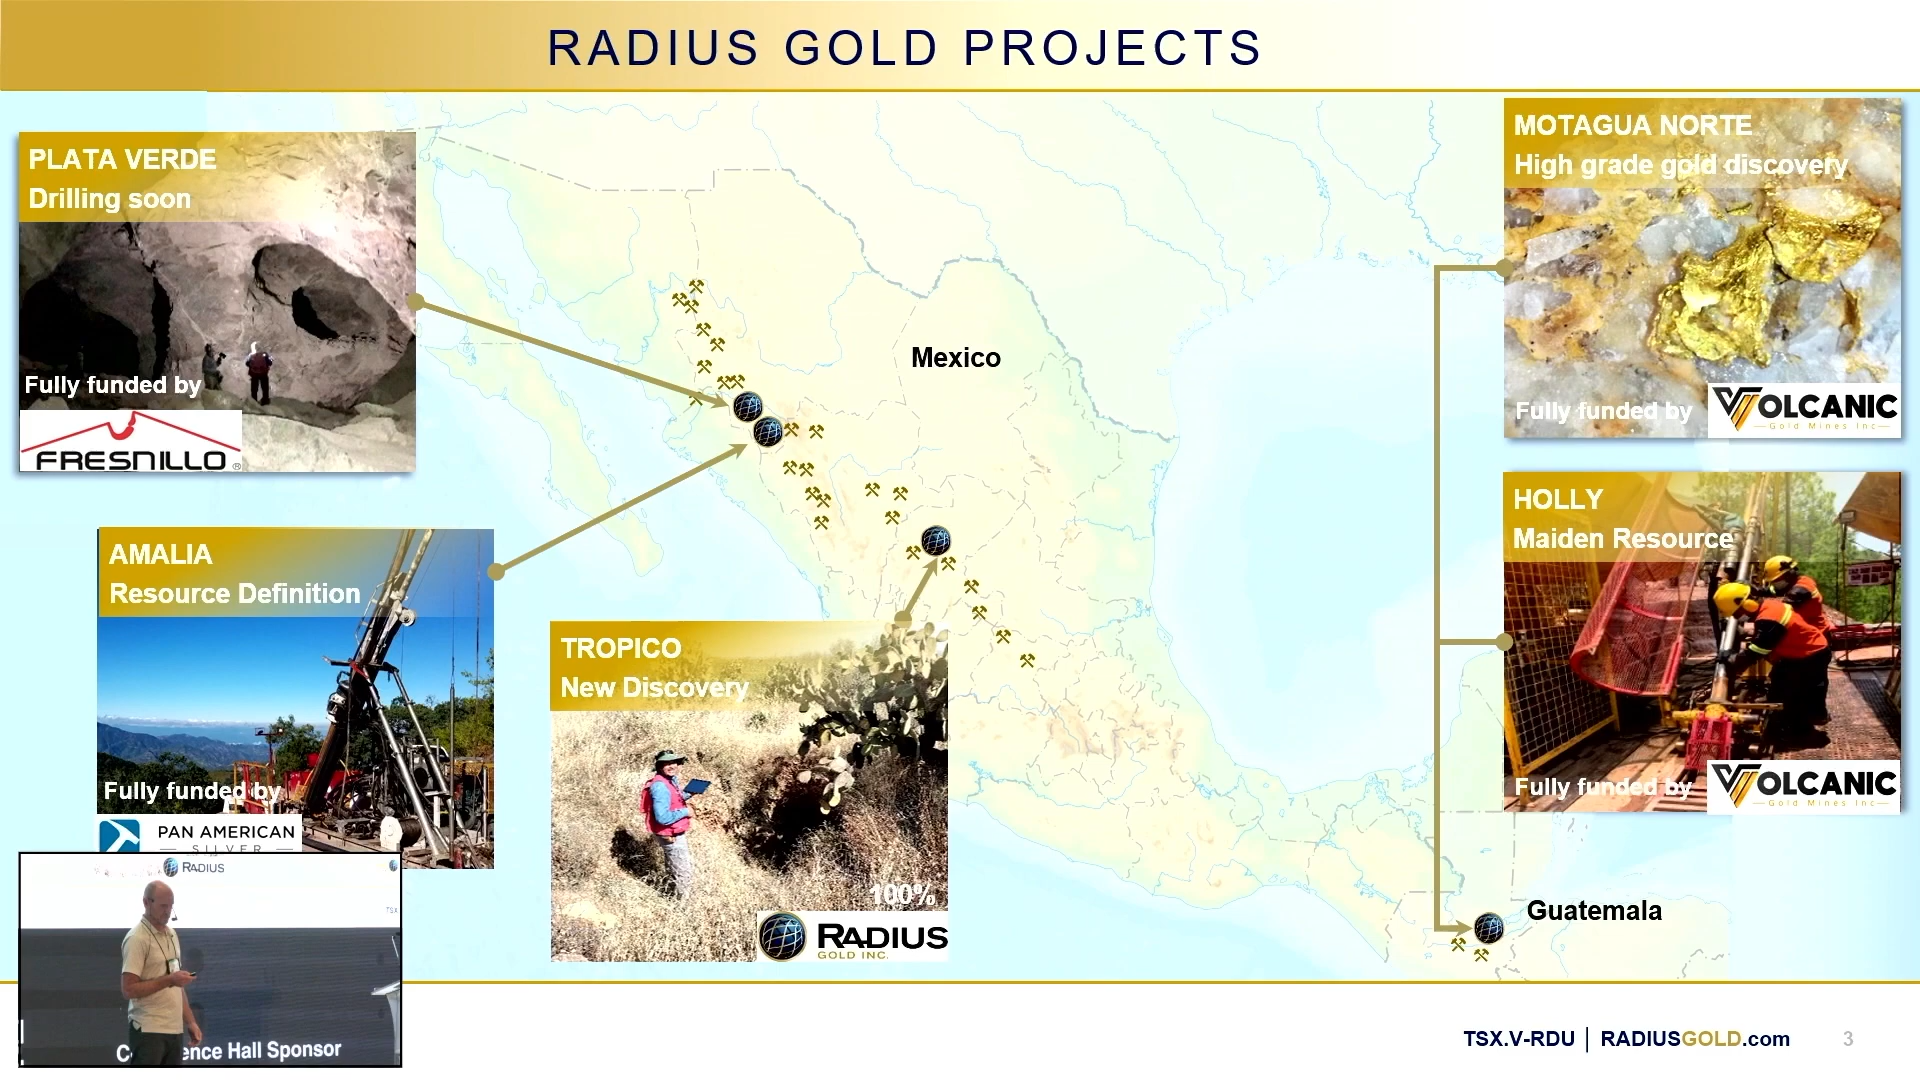 RADIUS GOLD PROJECTS
PLATA VERDE
Drilling soon
Fully funded by
FRESNILLO®
AMALIA
Resource Definition
Fully funded by
PAN AMERICAN
SILVER
TROPICO
New Discovery
100%
RADIUS
GOLD INC.
Mexico
MOTAGUA NORTE
High grade gold discovery
Fully funded by
VOLCANIC
Gold Mines Inc
HOLLY
Maiden Resource
Fully funded by
VOLCANIC
Gold Mines Inc
Guatemala
RADIUS
TSX
C ence Hall Sponsor
TSX.V-RDU | RADIUSGOLD.com 3